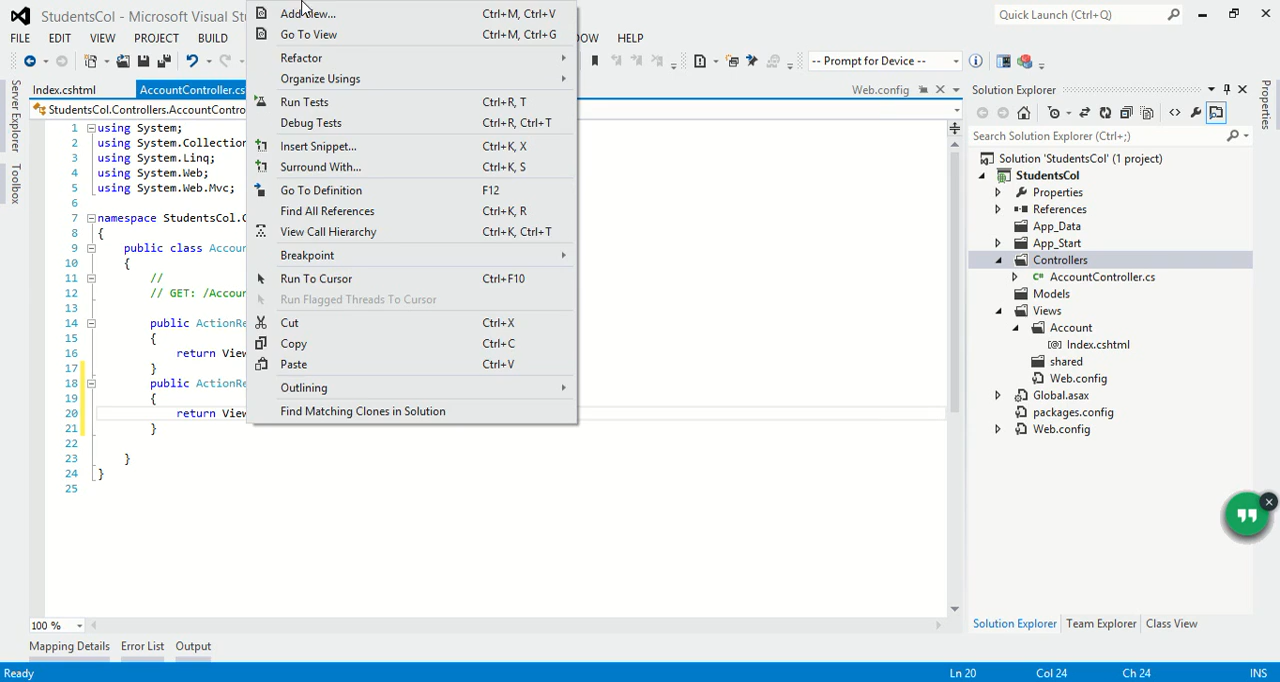 StudentsCol - Microsoft Visual Stu
Quick Launch (Ctrl+Q)
FILE EDIT VIEW PROJECT BUILD
HELP
-- Prompt for Device --
Add View... Ctrl+M, Ctrl+V
Go To View Ctrl+M, Ctrl+G
Refactor
Organize Usings
Run Tests Ctrl+R, T
Debug Tests Ctrl+R, Ctrl+T
Insert Snippet... Ctrl+K, X
Surround With... Ctrl+K, S
Go To Definition F12
Find All References Ctrl+K, R
View Call Hierarchy Ctrl+K, Ctrl+T
Breakpoint
Run To Cursor Ctrl+F10
Run Flagged Threads To Cursor
Cut Ctrl+X
Copy Ctrl+C
Paste Ctrl+V
Outlining
Find Matching Clones in Solution
Server Explorer
Toolbox
Index.cshtml AccountController.cs Web.config
StudentsCol.Controllers.AccountContro
1 using System;
2 using System.Collection
3 using System.Linq;
4 using System.Web;
5 using System.Web.Mvc;
6
7 namespace StudentsCol.C
8 {
9 public class Accou
10 {
11 //
12 // GET: /Accou
13
14 public ActionRe
15 {
16 return View
17 }
18 public ActionRe
19 {
20 return View
21 }
22
23 }
24 }
25
100 %
Solution Explorer
Search Solution Explorer (Ctrl+;)
Solution 'StudentsCol' (1 project)
StudentsCol
Properties
References
App_Data
App_Start
Controllers
C# AccountController.cs
Models
Views
Account
Index.cshtml
shared
Web.config
Global.asax
packages.config
Web.config
Solution Explorer Team Explorer Class View
Properties
Mapping Details Error List Output
Ready Ln 20 Col 24 Ch 24 INS